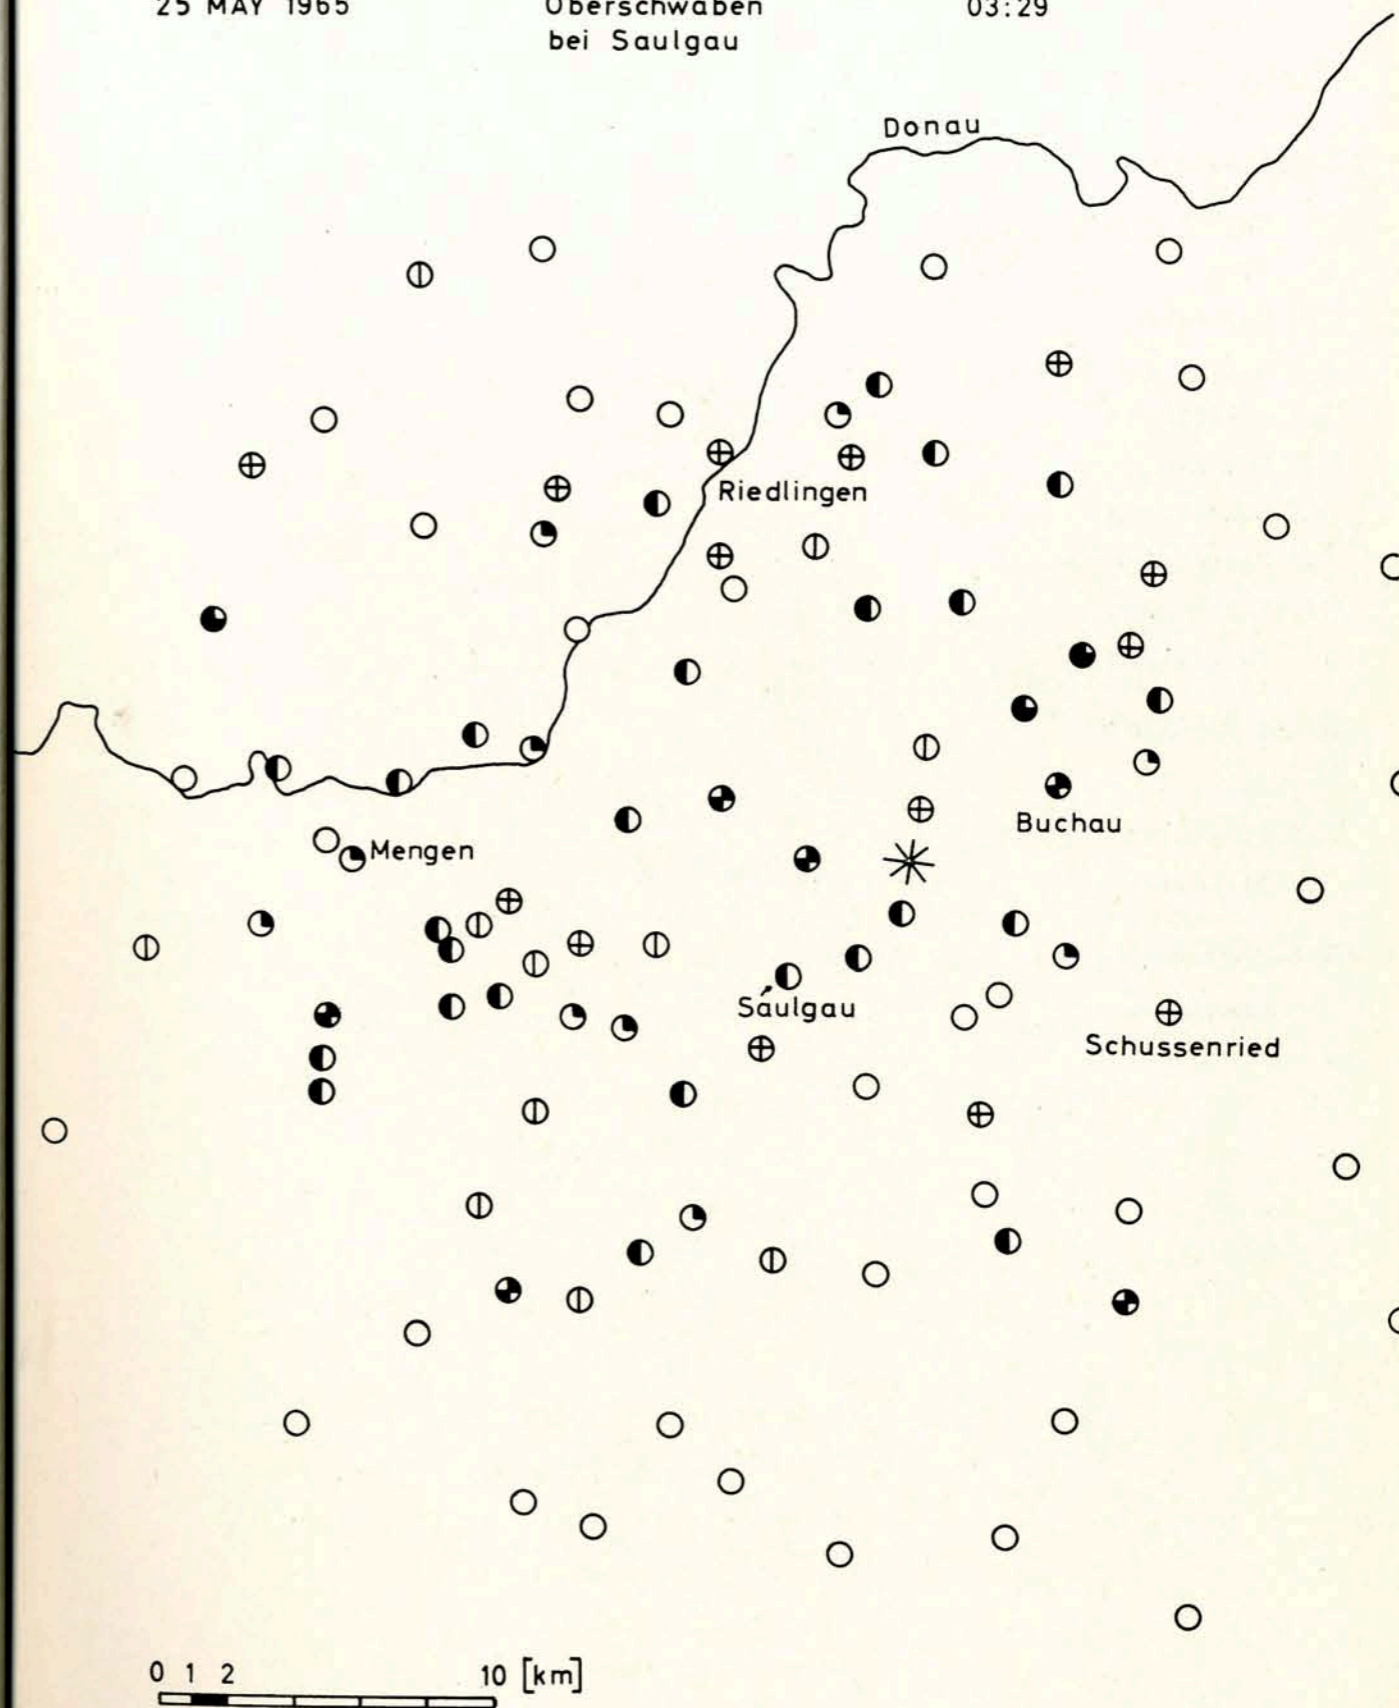 25 MAY 1965 Oberschwaben 03:29
bei Saulgau
Donau
Riedlingen
Buchau
Mengen
Saulgau
Schussenried
0 1 2 10 [km]